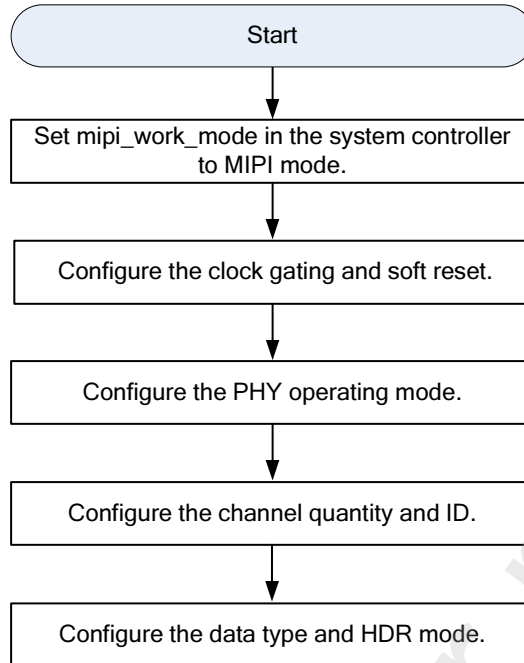 Start
Set mipi_work_mode in the system controller
to MIPI mode.
Configure the clock gating and soft reset.
Configure the PHY operating mode.
Configure the channel quantity and ID.
Configure the data type and HDR mode.